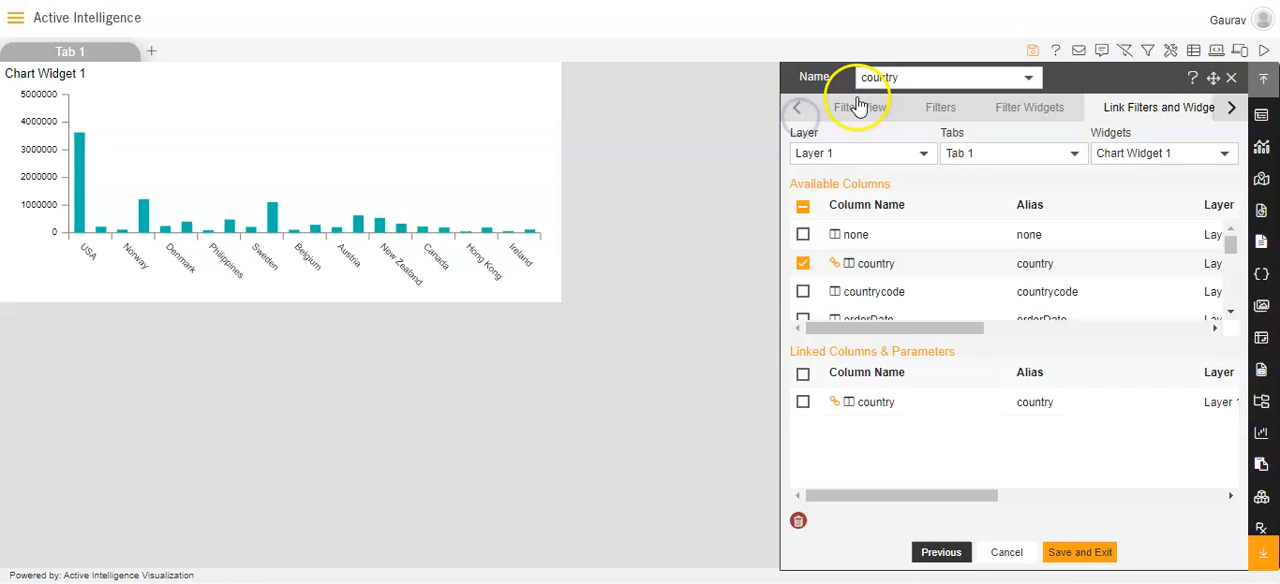 Active Intelligence
Gaurav
Tab 1
Chart Widget 1
5000000
4000000
3000000
2000000
1000000
0
USA
Norway
Denmark
Philippines
Sweden
Belgium
Austria
New Zealand
Canada
Hong Kong
Ireland
Name
country
Filter View
Filters
Filter Widgets
Link Filters and Widge
Layer
Tabs
Widgets
Layer 1
Tab 1
Chart Widget 1
Available Columns
Column Name Alias Layer
none none Lay
country country Lay
countrycode countrycode Lay
orderDate orderDate Lay
Linked Columns & Parameters
Column Name Alias Layer
country country Layer 1
Previous
Cancel
Save and Exit
Powered by: Active Intelligence Visualization